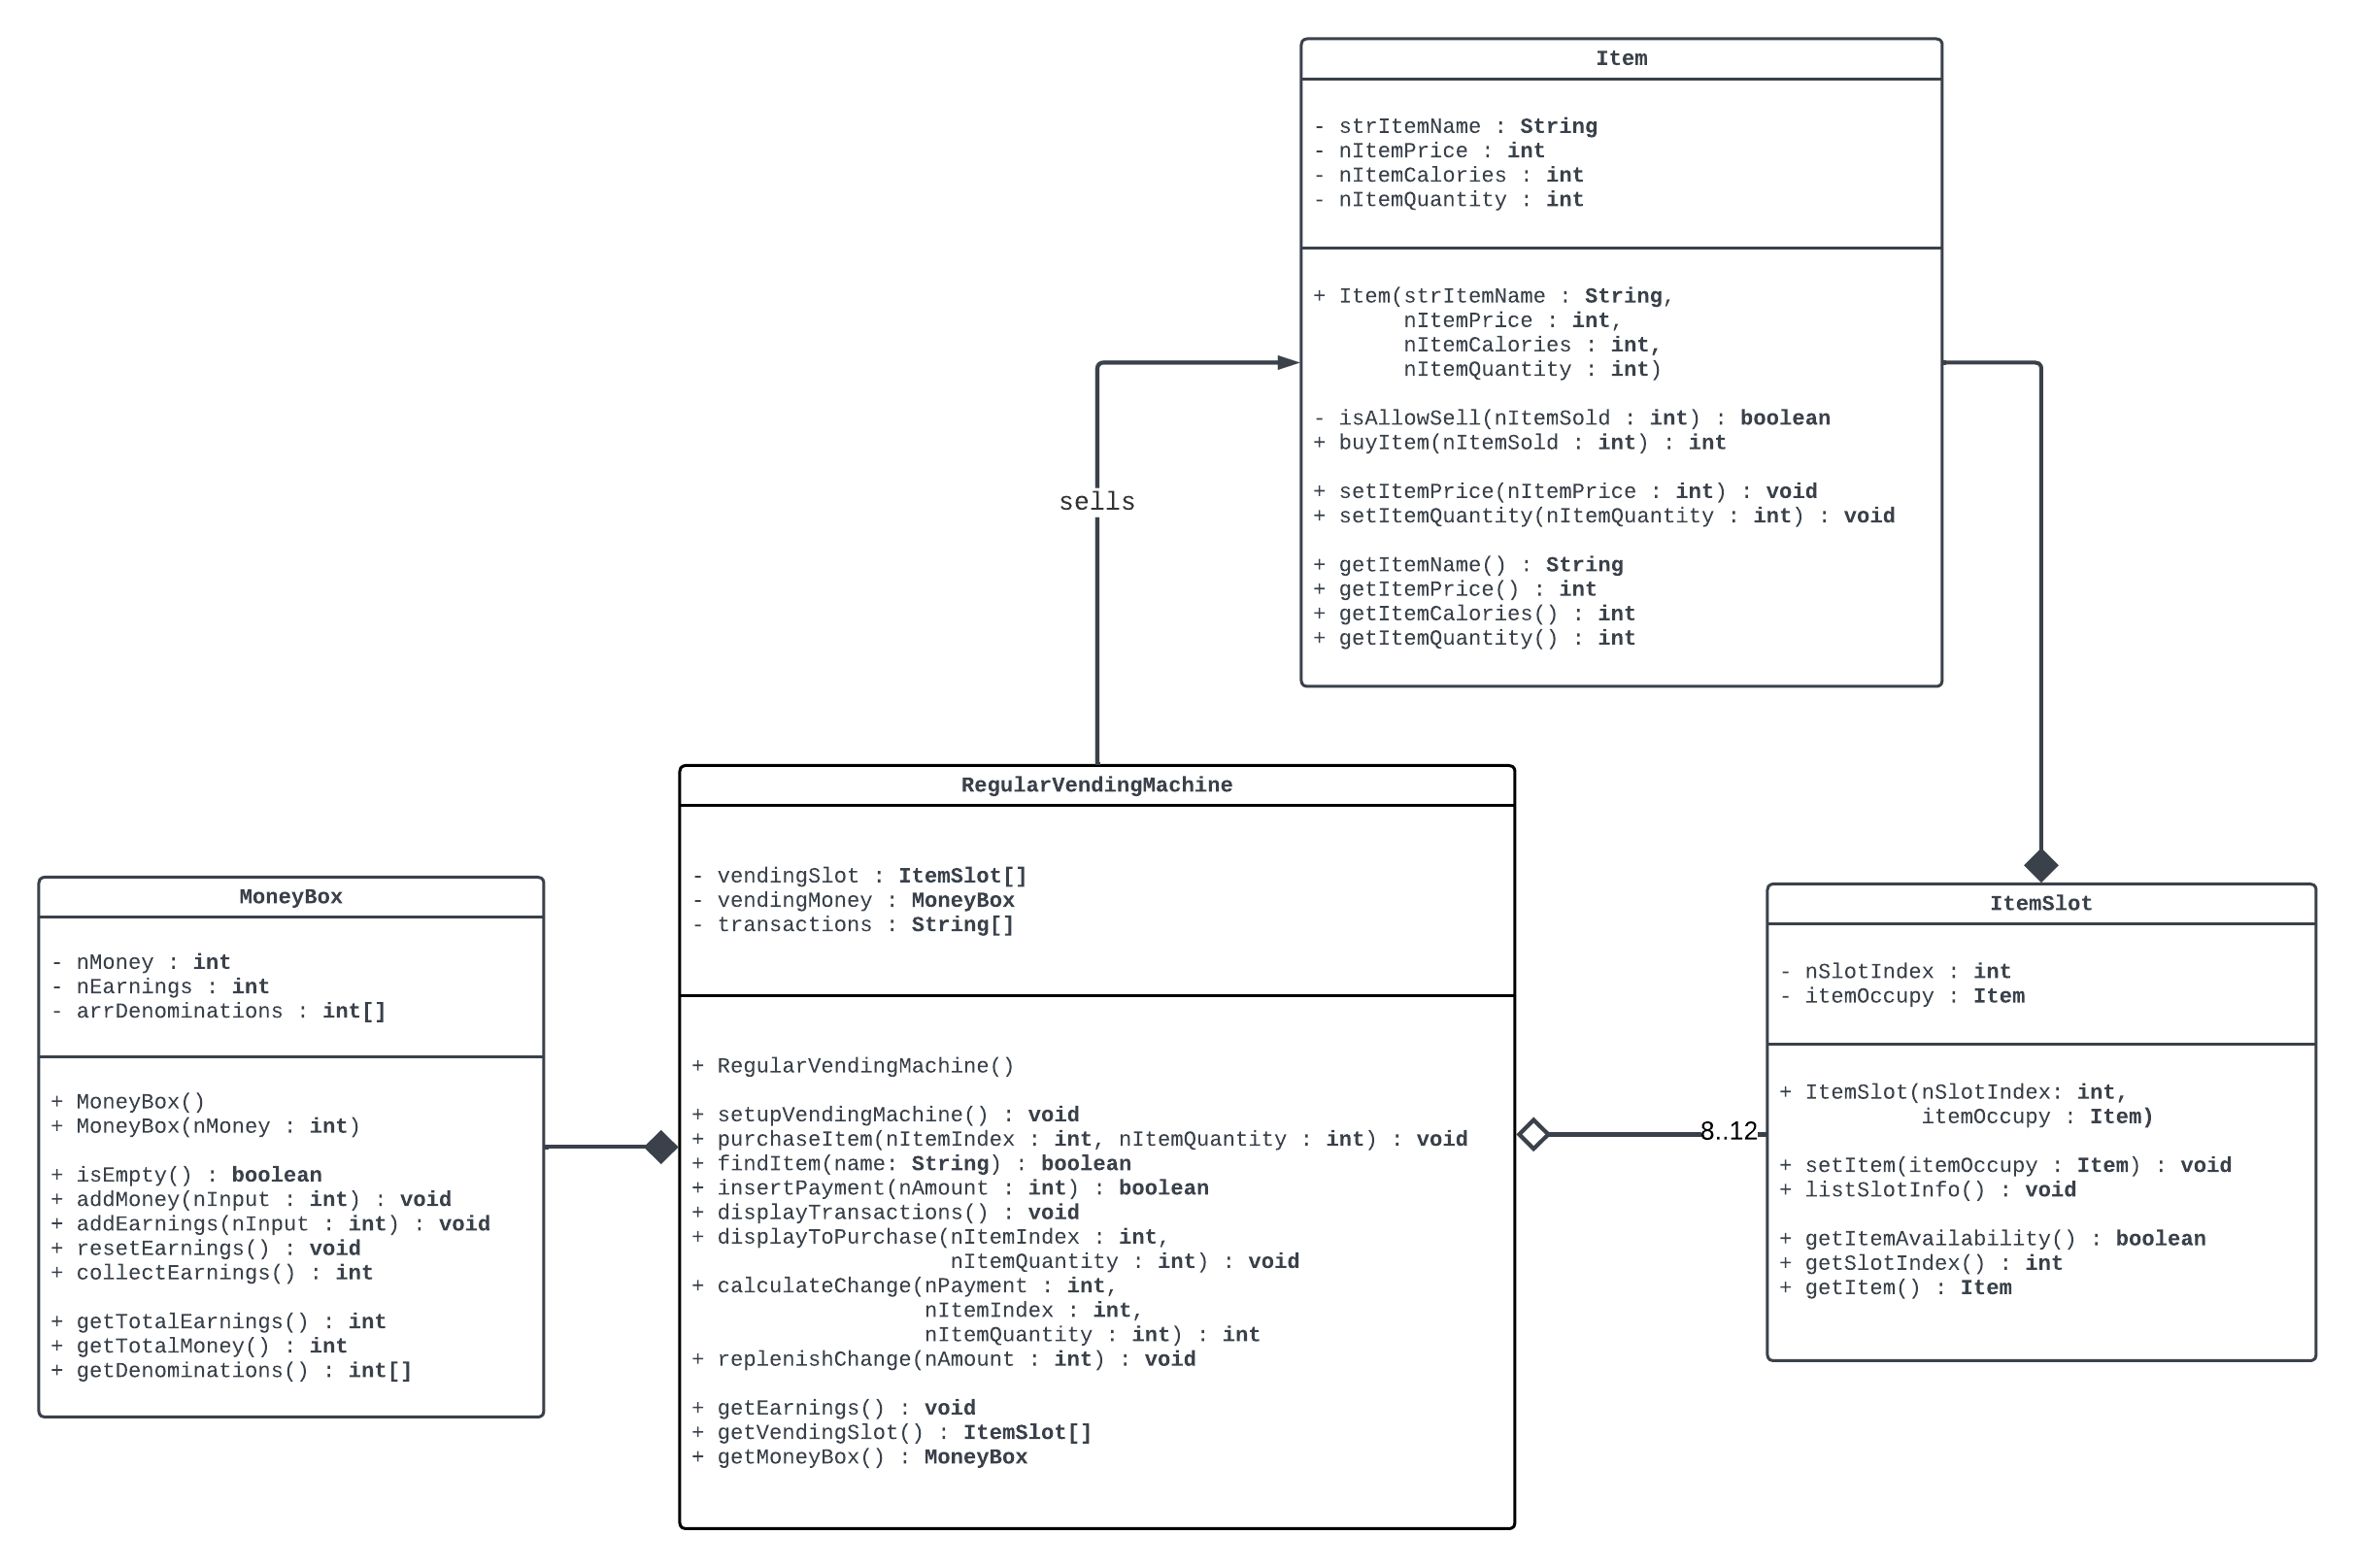 Item
- strItemName : String
- nItemPrice : int
- nItemCalories : int
- nItemQuantity : int
+ Item(strItemName : String,
nItemPrice : int,
nItemCalories : int,
nItemQuantity : int)
- isAllowSell(nItemSold : int) : boolean
+ buyItem(nItemSold : int) : int
+ setItemPrice(nItemPrice : int) : void
+ setItemQuantity(nItemQuantity : int) : void
+ getItemName() : String
+ getItemPrice() : int
+ getItemCalories() : int
+ getItemQuantity() : int
sells
RegularVendingMachine
- vendingSlot : ItemSlot[]
- vendingMoney : MoneyBox
- transactions : String[]
+ RegularVendingMachine()
+ setupVendingMachine() : void
+ purchaseItem(nItemIndex : int, nItemQuantity : int) : void
+ findItem(name: String) : boolean
+ insertPayment(nAmount : int) : boolean
+ displayTransactions() : void
+ displayToPurchase(nItemIndex : int,
nItemQuantity : int) : void
+ calculateChange(nPayment : int,
nItemIndex : int,
nItemQuantity : int) : int
+ replenishChange(nAmount : int) : void
+ getEarnings() : void
+ getVendingSlot() : ItemSlot[]
+ getMoneyBox() : MoneyBox
MoneyBox
- nMoney : int
- nEarnings : int
- arrDenominations : int[]
+ MoneyBox()
+ MoneyBox(nMoney : int)
+ isEmpty() : boolean
+ addMoney(nInput : int) : void
+ addEarnings(nInput : int) : void
+ resetEarnings() : void
+ collectEarnings() : int
+ getTotalEarnings() : int
+ getTotalMoney() : int
+ getDenominations() : int[]
8..12
ItemSlot
- nSlotIndex : int
- itemOccupy : Item
+ ItemSlot(nSlotIndex: int,
itemOccupy : Item)
+ setItem(itemOccupy : Item) : void
+ listSlotInfo() : void
+ getItemAvailability() : boolean
+ getSlotIndex() : int
+ getItem() : Item